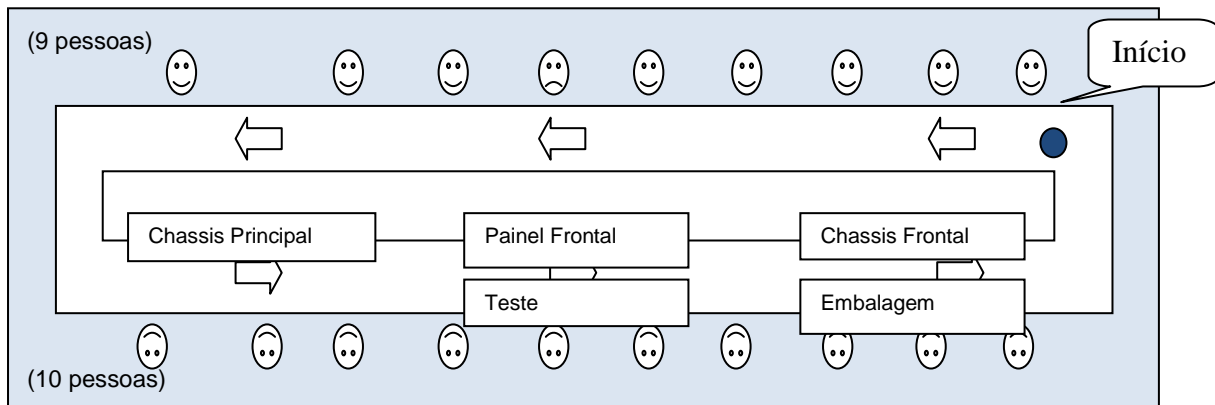 (9 pessoas)
Início
Chassis Principal
Painel Frontal
Chassis Frontal
Teste
Embalagem
(10 pessoas)